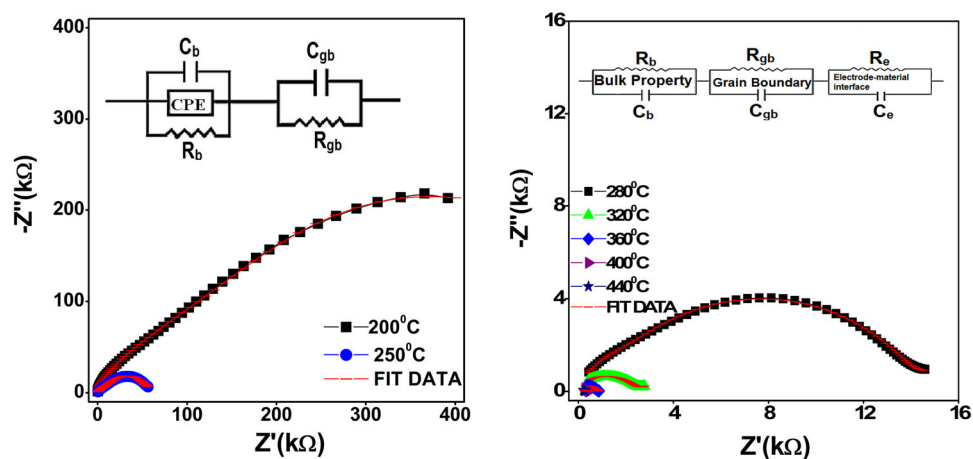 400
300
200
100
0
-Z''(kΩ)
0
100
200
300
400
Z'(kΩ)
C_b
CPE
R_b
C_gb
R_gb
200⁰C
250⁰C
FIT DATA
16
12
8
4
0
-Z''(kΩ)
0
4
8
12
16
Z'(kΩ)
R_b
Bulk Property
C_b
R_gb
Grain Boundary
C_gb
R_e
Electrode-material
interface
C_e
280⁰C
320⁰C
360⁰C
400⁰C
440⁰C
FIT DATA